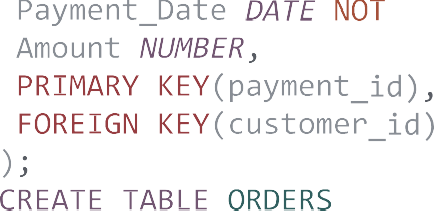 Payment_Date DATE NOT
Amount NUMBER,
PRIMARY KEY(payment_id),
FOREIGN KEY(customer_id)
);
CREATE TABLE ORDERS